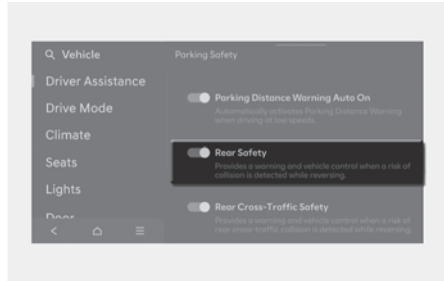 Vehicle
Parking Safety
Driver Assistance
Drive Mode
Climate
Seats
Lights
Door
Parking Distance Warning Auto On
Automatically activates Parking Distance Warning
when driving at low speeds.
Rear Safety
Provides a warning and vehicle control when a risk of
collision is detected while reversing.
Rear Cross-Traffic Safety
Provides a warning and vehicle control when a risk of
rear cross-traffic collision is detected while reversing.